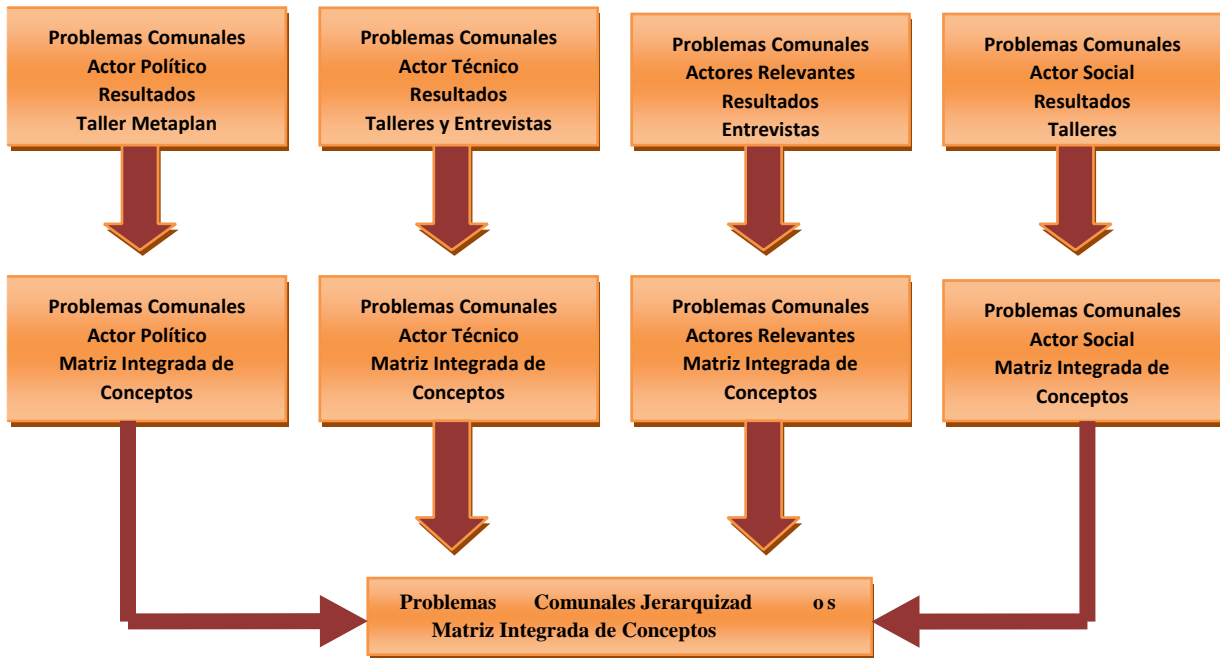 Problemas Comunales
Actor Político
Resultados
Taller Metaplan
Problemas Comunales
Actor Técnico
Resultados
Talleres y Entrevistas
Problemas Comunales
Actores Relevantes
Resultados
Entrevistas
Problemas Comunales
Actor Social
Resultados
Talleres
Problemas Comunales
Actor Político
Matriz Integrada de
Conceptos
Problemas Comunales
Actor Técnico
Matriz Integrada de
Conceptos
Problemas Comunales
Actores Relevantes
Matriz Integrada de
Conceptos
Problemas Comunales
Actor Social
Matriz Integrada de
Conceptos
Problemas Comunales Jerarquizad o s
Matriz Integrada de Conceptos